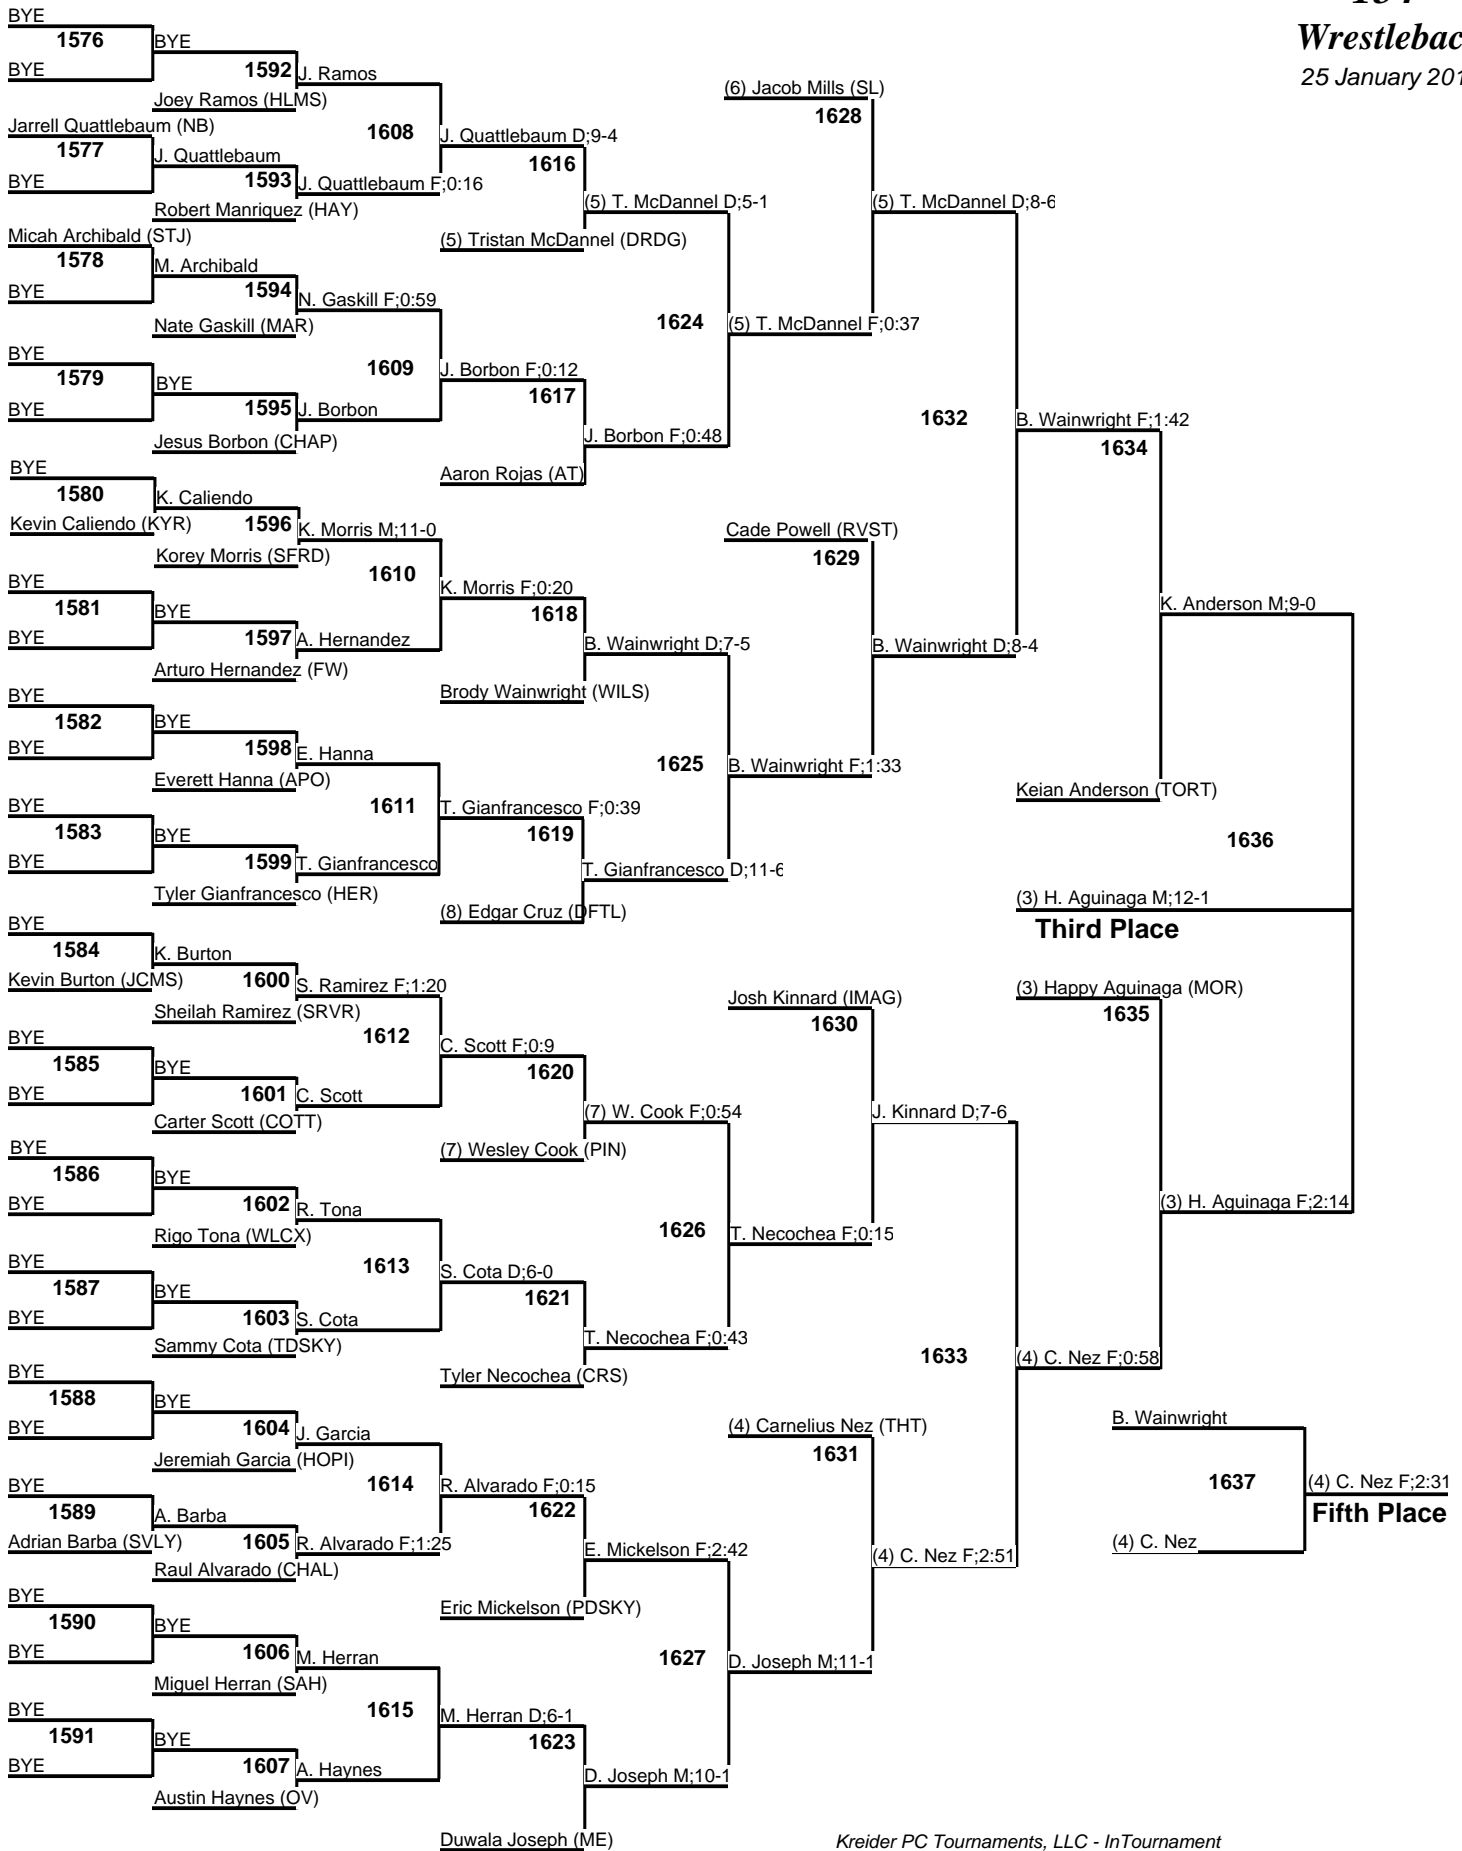 Wrestlebac
25 January 201
BYE
1576
BYE
BYE
1592
J. Ramos
Joey Ramos (HLMS)
Jarrell Quattlebaum (NB)
1577
J. Quattlebaum
BYE
1593
J. Quattlebaum F;0:16
Robert Manriquez (HAY)
1608
J. Quattlebaum D;9-4
1616
(5) T. McDannel D;5-1
(5) Tristan McDannel (DRDG)
Micah Archibald (STJ)
1578
M. Archibald
BYE
1594
N. Gaskill F;0:59
Nate Gaskill (MAR)
BYE
1579
BYE
BYE
1595
J. Borbon
Jesus Borbon (CHAP)
1609
J. Borbon F;0:12
1617
J. Borbon F;0:48
Aaron Rojas (AT)
1624
(5) T. McDannel F;0:37
(6) Jacob Mills (SL)
1628
(5) T. McDannel D;8-6
BYE
1580
K. Caliendo
Kevin Caliendo (KYR)
1596
K. Morris M;11-0
Korey Morris (SFRD)
BYE
1581
BYE
BYE
1597
A. Hernandez
Arturo Hernandez (FW)
1610
K. Morris F;0:20
1618
B. Wainwright D;7-5
Brody Wainwright (WILS)
BYE
1582
BYE
BYE
1598
E. Hanna
Everett Hanna (APO)
BYE
1583
BYE
BYE
1599
T. Gianfrancesco
Tyler Gianfrancesco (HER)
1611
T. Gianfrancesco F;0:39
1619
T. Gianfrancesco D;11-6
(8) Edgar Cruz (DFTL)
1625
B. Wainwright F;1:33
Cade Powell (RVST)
1629
B. Wainwright D;8-4
1632
B. Wainwright F;1:42
1634
K. Anderson M;9-0
Keian Anderson (TORT)
1636
(3) H. Aguinaga M;12-1
Third Place
BYE
1584
K. Burton
Kevin Burton (JCMS)
1600
S. Ramirez F;1:20
Sheilah Ramirez (SRVR)
BYE
1585
BYE
BYE
1601
C. Scott
Carter Scott (COTT)
1612
C. Scott F;0:9
1620
(7) W. Cook F;0:54
(7) Wesley Cook (PIN)
BYE
1586
BYE
BYE
1602
R. Tona
Rigo Tona (WLCX)
BYE
1587
BYE
BYE
1603
S. Cota
Sammy Cota (TDSKY)
1613
S. Cota D;6-0
1621
T. Necochea F;0:43
Tyler Necochea (CRS)
1626
T. Necochea F;0:15
Josh Kinnard (IMAG)
1630
J. Kinnard D;7-6
(3) Happy Aguinaga (MOR)
1635
(3) H. Aguinaga F;2:14
BYE
1588
BYE
BYE
1604
J. Garcia
Jeremiah Garcia (HOPI)
BYE
1589
A. Barba
Adrian Barba (SVLY)
1605
R. Alvarado F;1:25
Raul Alvarado (CHAL)
1614
R. Alvarado F;0:15
1622
E. Mickelson F;2:42
Eric Mickelson (PDSKY)
BYE
1590
BYE
BYE
1606
M. Herran
Miguel Herran (SAH)
BYE
1591
BYE
BYE
1607
A. Haynes
Austin Haynes (OV)
1615
M. Herran D;6-1
1623
D. Joseph M;10-1
Duwala Joseph (ME)
1627
D. Joseph M;11-1
(4) Carnelius Nez (THT)
1631
(4) C. Nez F;2:51
1633
(4) C. Nez F;0:58
B. Wainwright
1637
(4) C. Nez F;2:31
Fifth Place
(4) C. Nez
Kreider PC Tournaments, LLC - InTournament